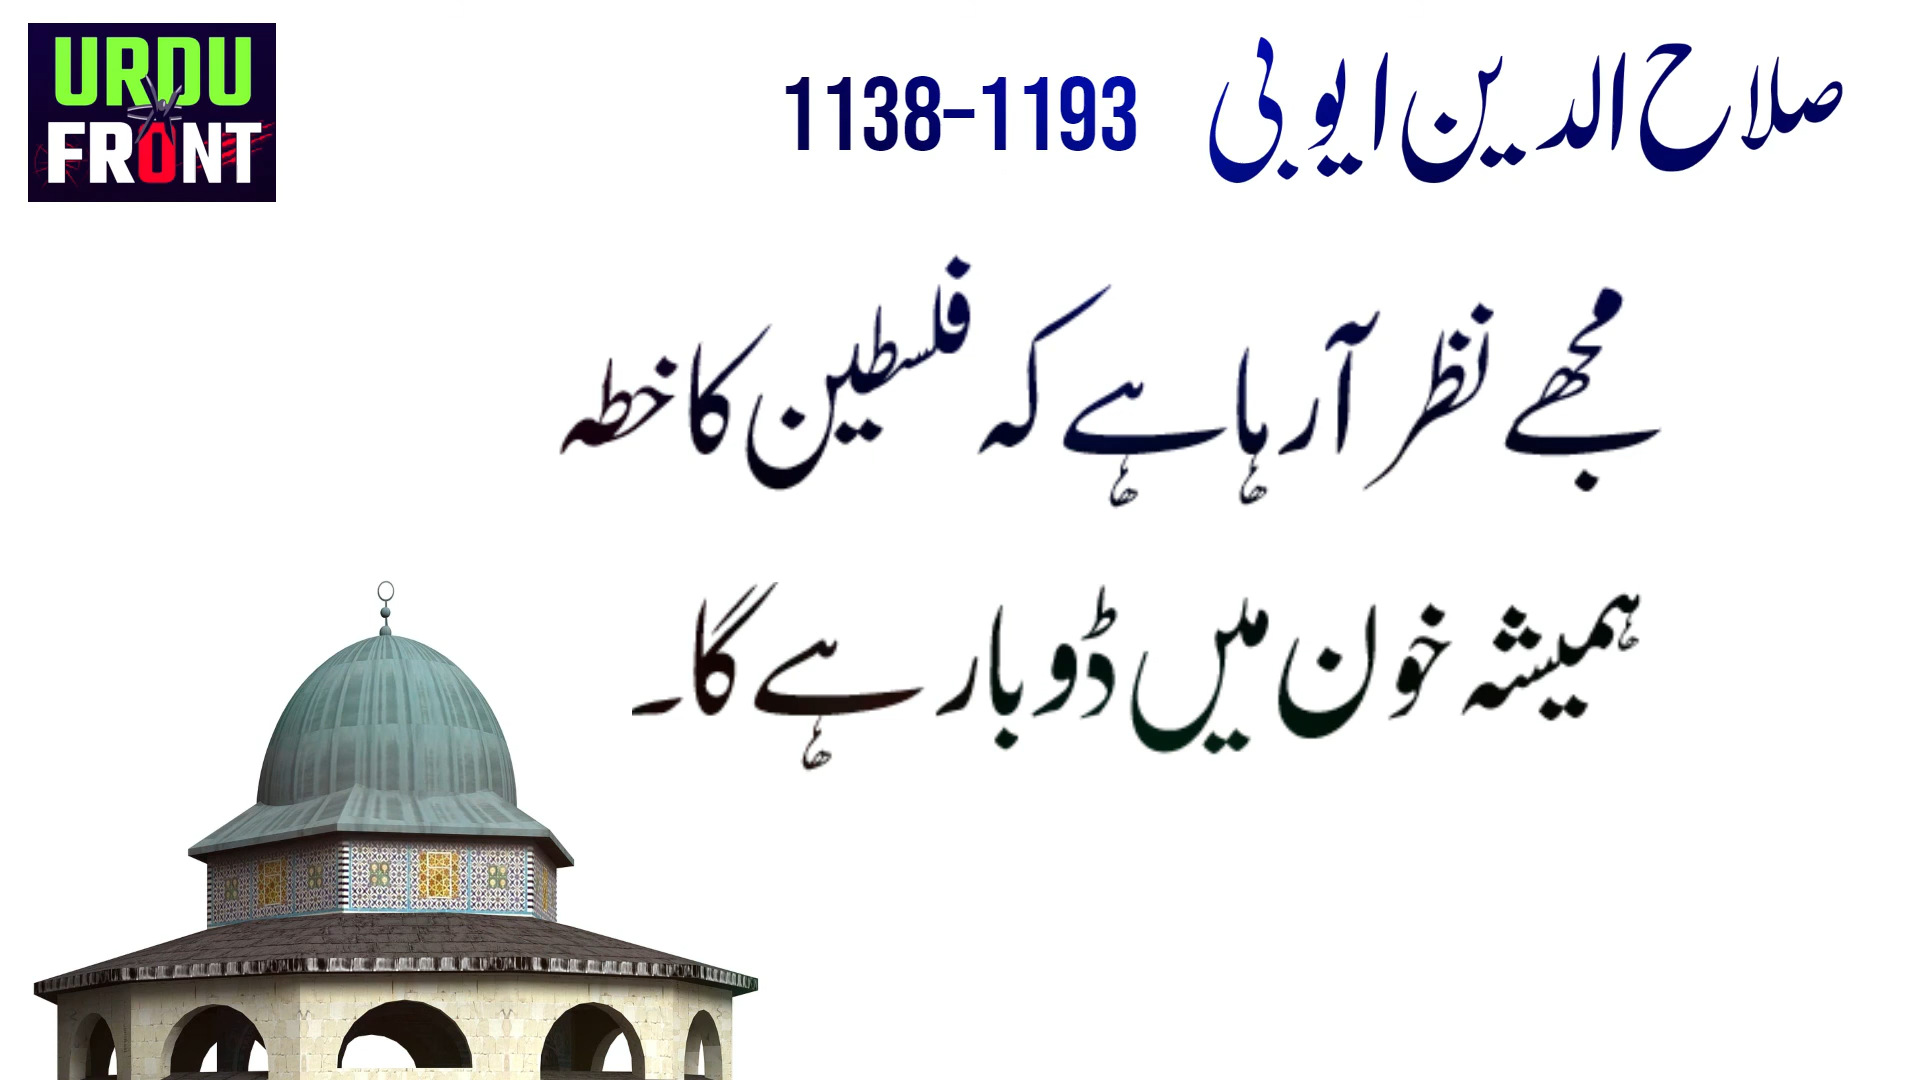 URDU
FRONT
صلاح الدین ایوبی 1138-1193
مجھے نظر آرہا ہے کہ فلسطین کا خطہ
ہمیشہ خون میں ڈوبا رہے گا۔